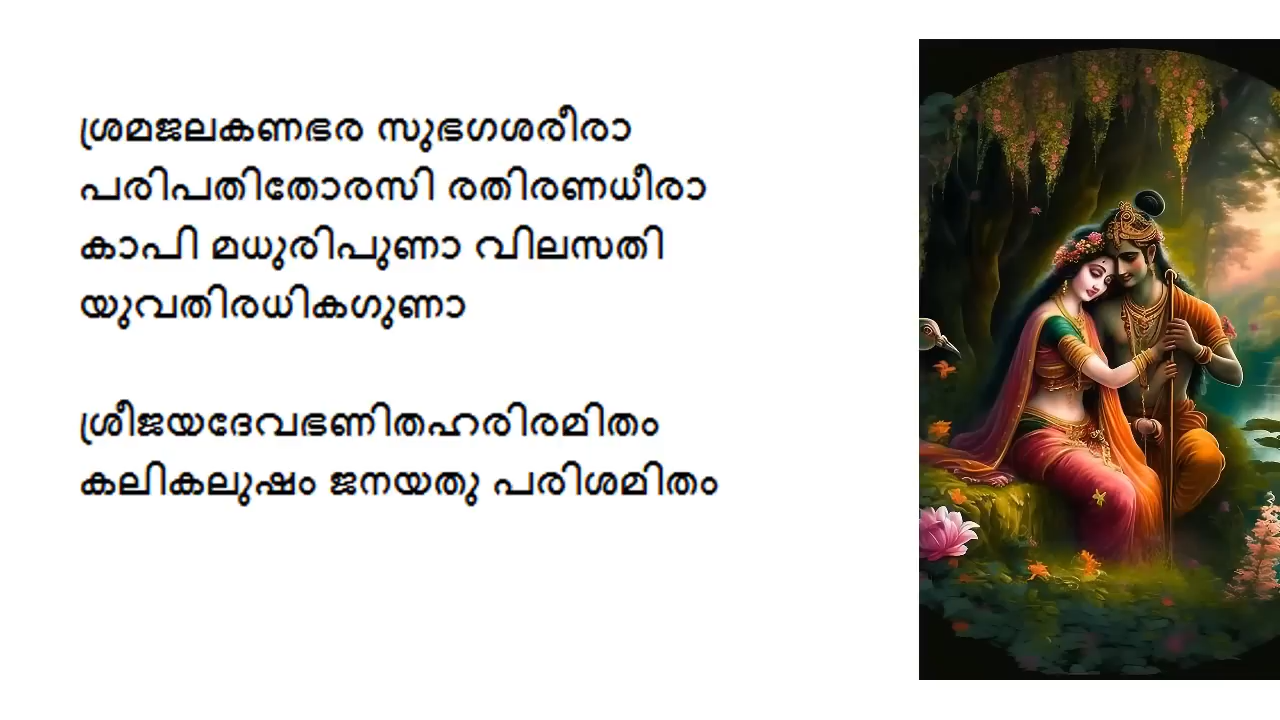 ശ്രമജലകണഭര സുഭഗശരീരാ
പരിപതിതോരസി രതിരണധീരാ
കാപി മധുരിപുണാ വിലസതി
യുവതിരധികഗുണാ
ശ്രീജയദേവഭണിതഹരിരമിതം
കലികലുഷം ജനയതു പരിശമിതം